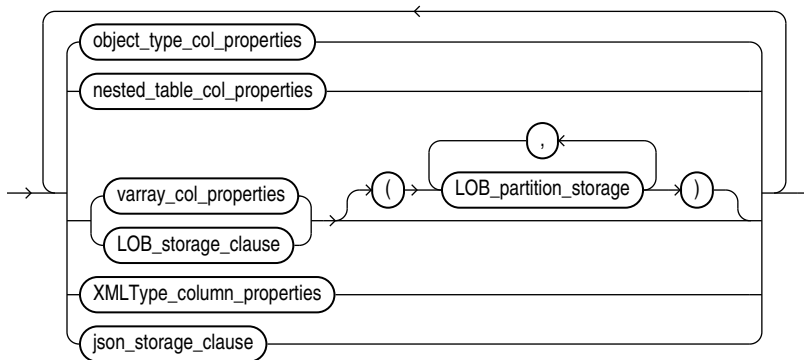 object_type_col_properties
nested_table_col_properties
,
varray_col_properties ( LOB_partition_storage )
LOB_storage_clause
XMLType_column_properties
json_storage_clause